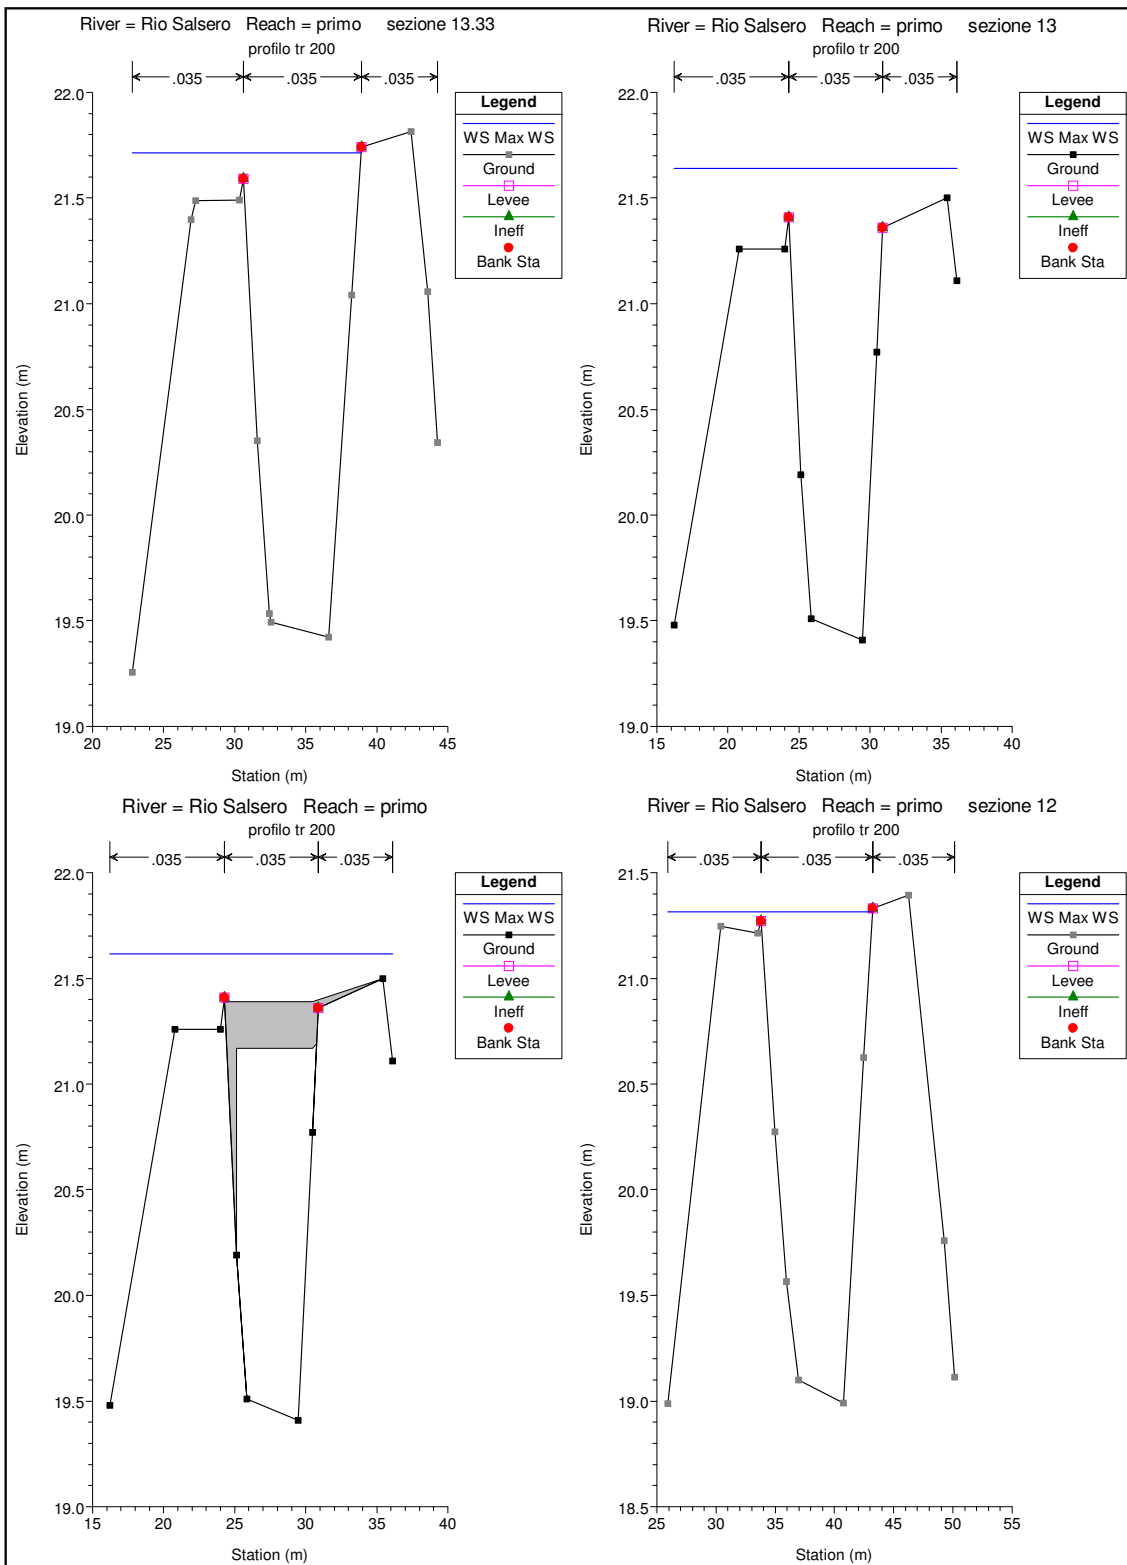 River = Rio Salsero   Reach = primo      sezione 13.33
profilo tr 200
.035 .035 .035
22.0
21.5
21.0
20.5
20.0
19.5
19.0
Elevation (m)
20 25 30 35 40 45
Station (m)
Legend
WS Max WS
Ground
Levee
Ineff
Bank Sta
River = Rio Salsero   Reach = primo      sezione 13
profilo tr 200
.035 .035 .035
22.0
21.5
21.0
20.5
20.0
19.5
19.0
Elevation (m)
15 20 25 30 35 40
Station (m)
Legend
WS Max WS
Ground
Levee
Ineff
Bank Sta
River = Rio Salsero   Reach = primo
profilo tr 200
.035 .035 .035
22.0
21.5
21.0
20.5
20.0
19.5
19.0
Elevation (m)
15 20 25 30 35 40
Station (m)
Legend
WS Max WS
Ground
Levee
Ineff
Bank Sta
River = Rio Salsero   Reach = primo      sezione 12
profilo tr 200
.035 .035 .035
21.5
21.0
20.5
20.0
19.5
19.0
18.5
Elevation (m)
25 30 35 40 45 50 55
Station (m)
Legend
WS Max WS
Ground
Levee
Ineff
Bank Sta